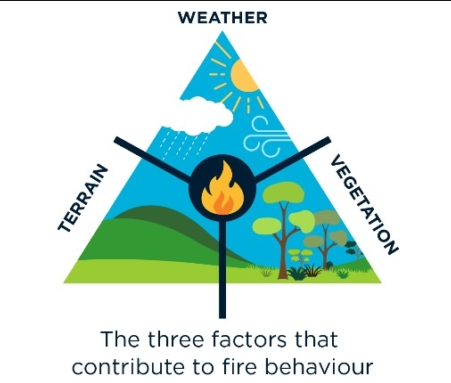 WEATHER
TERRAIN
VEGETATION
The three factors that
contribute to fire behaviour